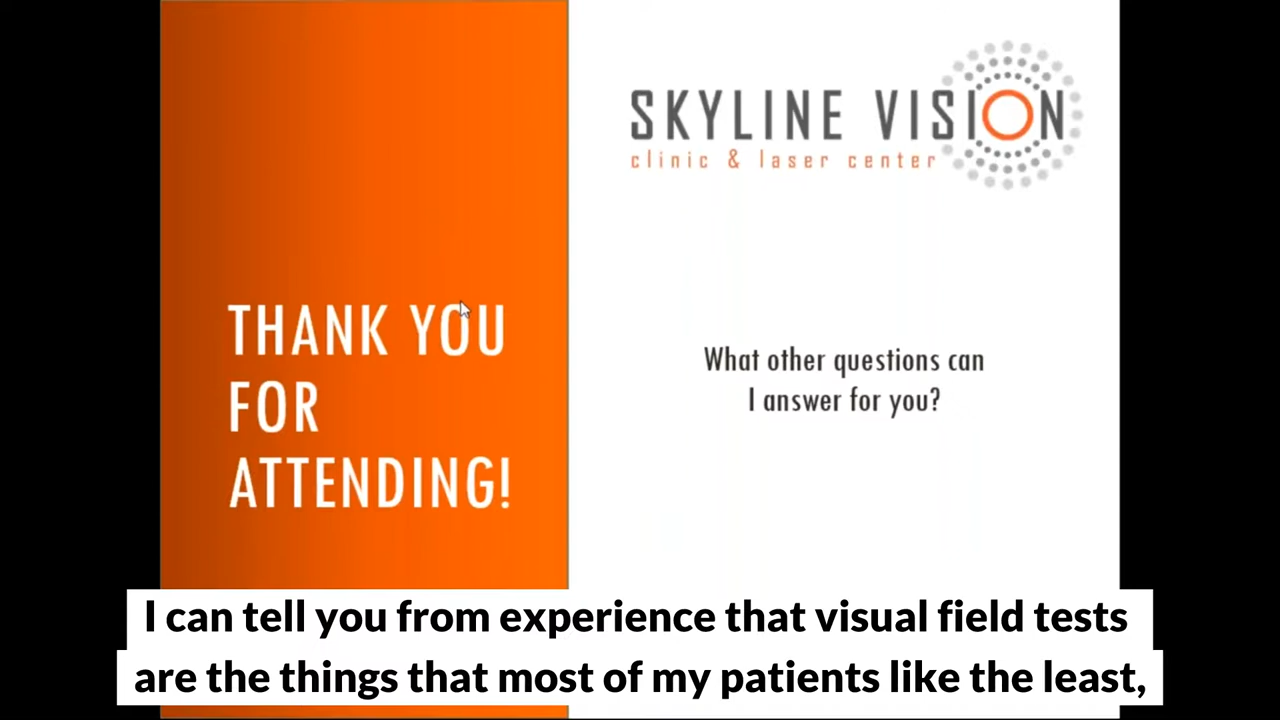 SKYLINE VISION
clinic & laser center
THANK YOU
FOR
ATTENDING!
What other questions can
I answer for you?
I can tell you from experience that visual field tests
are the things that most of my patients like the least,